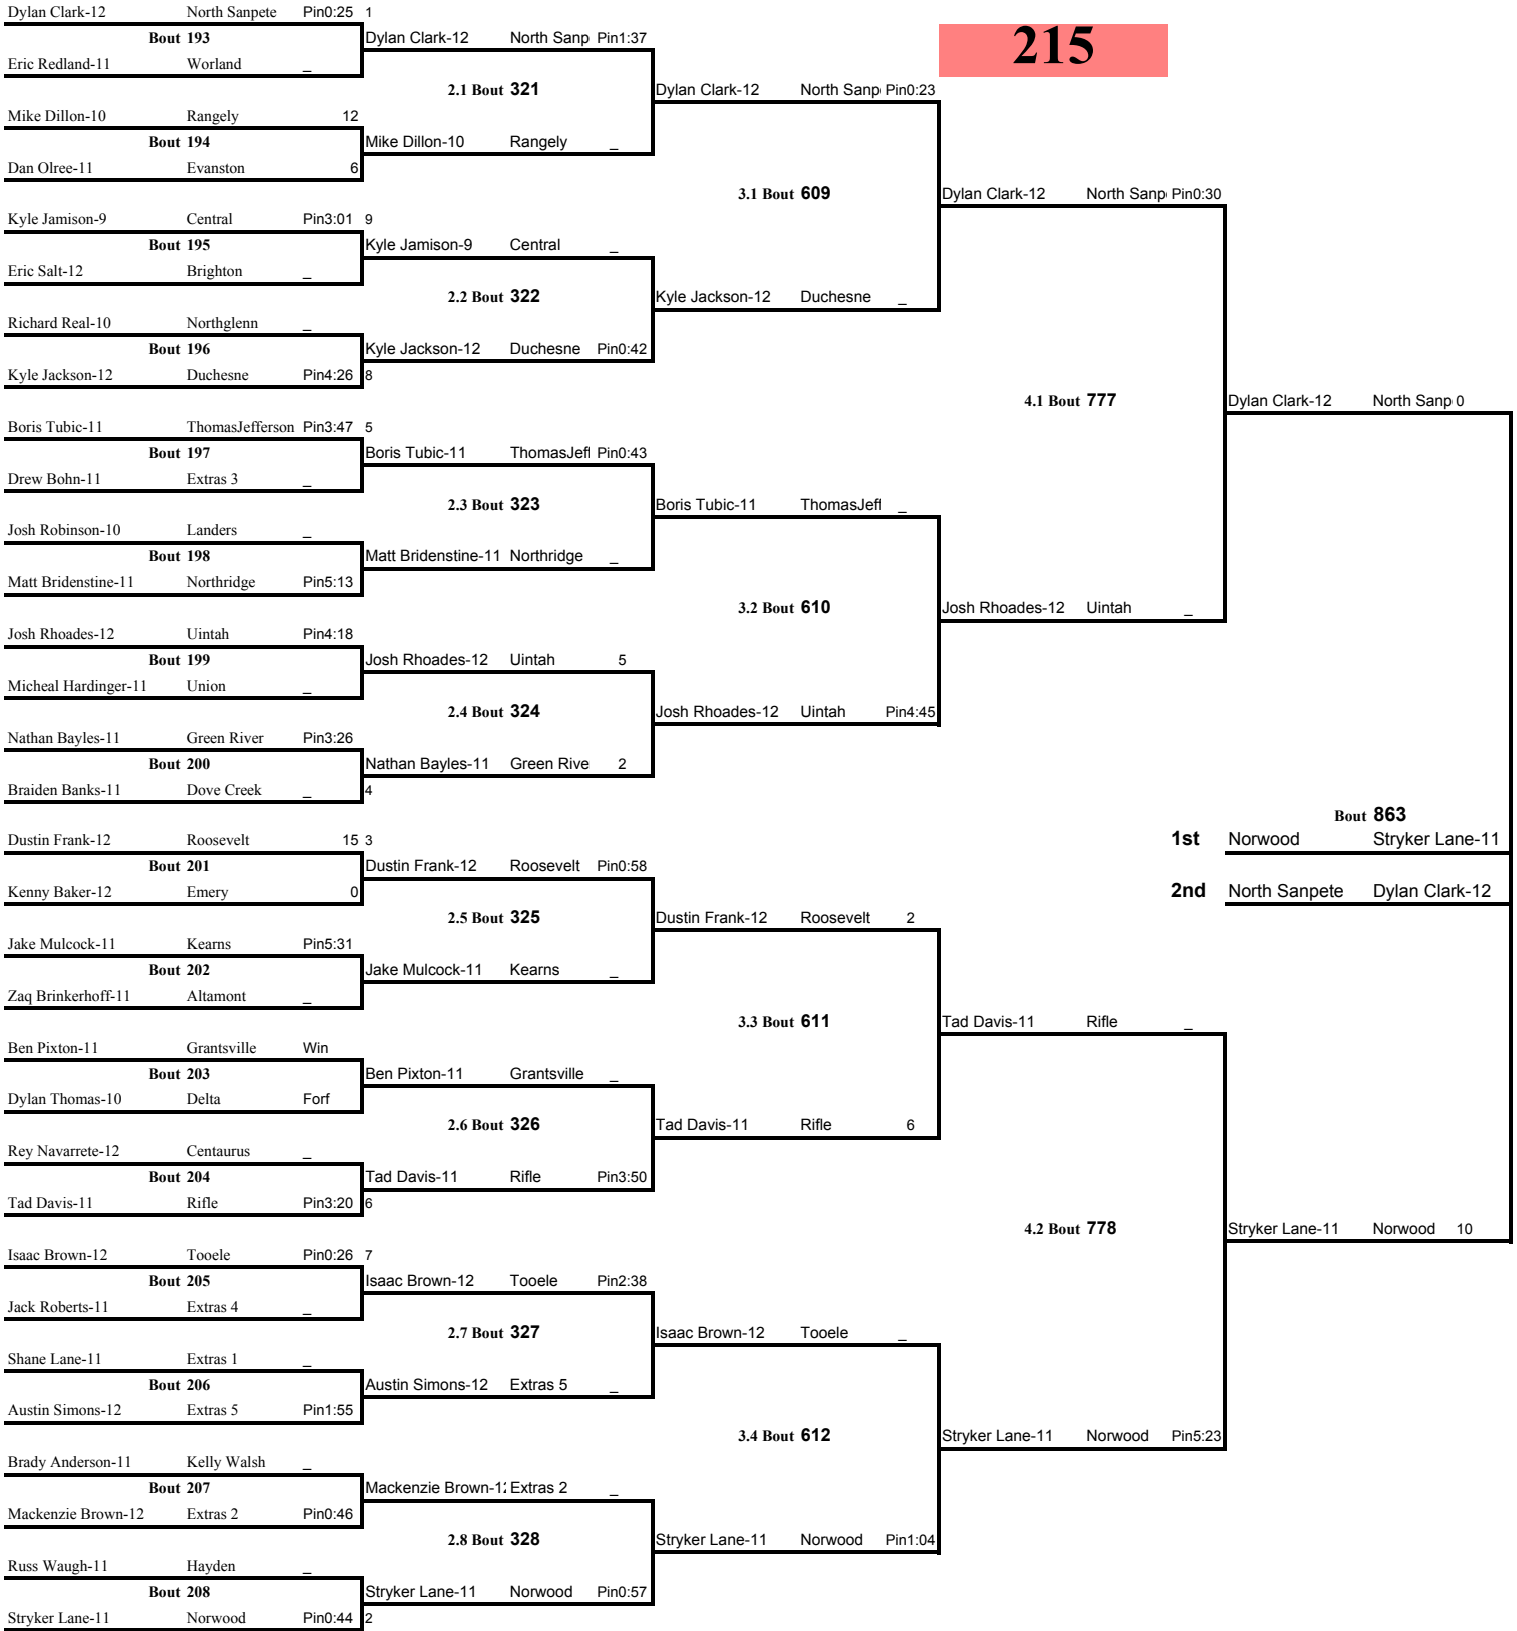 Dylan Clark-12 North Sanpete Pin0:25 1
Bout 193
Eric Redland-11 Worland _
Mike Dillon-10 Rangely 12
Bout 194
Dan Olree-11 Evanston 6
Kyle Jamison-9 Central Pin3:01 9
Bout 195
Eric Salt-12 Brighton _
Richard Real-10 Northglenn _
Bout 196
Kyle Jackson-12 Duchesne Pin4:26 8
Boris Tubic-11 ThomasJefferson Pin3:47 5
Bout 197
Drew Bohn-11 Extras 3 _
Josh Robinson-10 Landers _
Bout 198
Matt Bridenstine-11 Northridge Pin5:13
Josh Rhoades-12 Uintah Pin4:18
Bout 199
Micheal Hardinger-11 Union _
Nathan Bayles-11 Green River Pin3:26
Bout 200
Braiden Banks-11 Dove Creek _ 4
Dustin Frank-12 Roosevelt 15 3
Bout 201
Kenny Baker-12 Emery 0
Jake Mulcock-11 Kearns Pin5:31
Bout 202
Zaq Brinkerhoff-11 Altamont _
Ben Pixton-11 Grantsville Win
Bout 203
Dylan Thomas-10 Delta Forf
Rey Navarrete-12 Centaurus _
Bout 204
Tad Davis-11 Rifle Pin3:20 6
Isaac Brown-12 Tooele Pin0:26 7
Bout 205
Jack Roberts-11 Extras 4 _
Shane Lane-11 Extras 1 _
Bout 206
Austin Simons-12 Extras 5 Pin1:55
Brady Anderson-11 Kelly Walsh _
Bout 207
Mackenzie Brown-12 Extras 2 Pin0:46
Russ Waugh-11 Hayden _
Bout 208
Stryker Lane-11 Norwood Pin0:44 2
Dylan Clark-12 North Sanp Pin1:37
2.1 Bout 321
Mike Dillon-10 Rangely _
Kyle Jamison-9 Central _
2.2 Bout 322
Kyle Jackson-12 Duchesne Pin0:42
Boris Tubic-11 ThomasJeff Pin0:43
2.3 Bout 323
Matt Bridenstine-11 Northridge _
Josh Rhoades-12 Uintah 5
2.4 Bout 324
Nathan Bayles-11 Green Rive 2
Dustin Frank-12 Roosevelt Pin0:58
2.5 Bout 325
Jake Mulcock-11 Kearns _
Ben Pixton-11 Grantsville _
2.6 Bout 326
Tad Davis-11 Rifle Pin3:50
Isaac Brown-12 Tooele Pin2:38
2.7 Bout 327
Austin Simons-12 Extras 5 _
Mackenzie Brown-12 Extras 2 _
2.8 Bout 328
Stryker Lane-11 Norwood Pin0:57
Dylan Clark-12 North Sanp Pin0:23
3.1 Bout 609
Kyle Jackson-12 Duchesne _
Boris Tubic-11 ThomasJeff _
3.2 Bout 610
Josh Rhoades-12 Uintah Pin4:45
Dustin Frank-12 Roosevelt 2
3.3 Bout 611
Tad Davis-11 Rifle 6
Isaac Brown-12 Tooele _
3.4 Bout 612
Stryker Lane-11 Norwood Pin1:04
215
Dylan Clark-12 North Sanp Pin0:30
4.1 Bout 777
Josh Rhoades-12 Uintah _
Tad Davis-11 Rifle _
4.2 Bout 778
Stryker Lane-11 Norwood Pin5:23
Dylan Clark-12 North Sanp 0
Bout 863
1st Norwood Stryker Lane-11
2nd North Sanpete Dylan Clark-12
Stryker Lane-11 Norwood 10